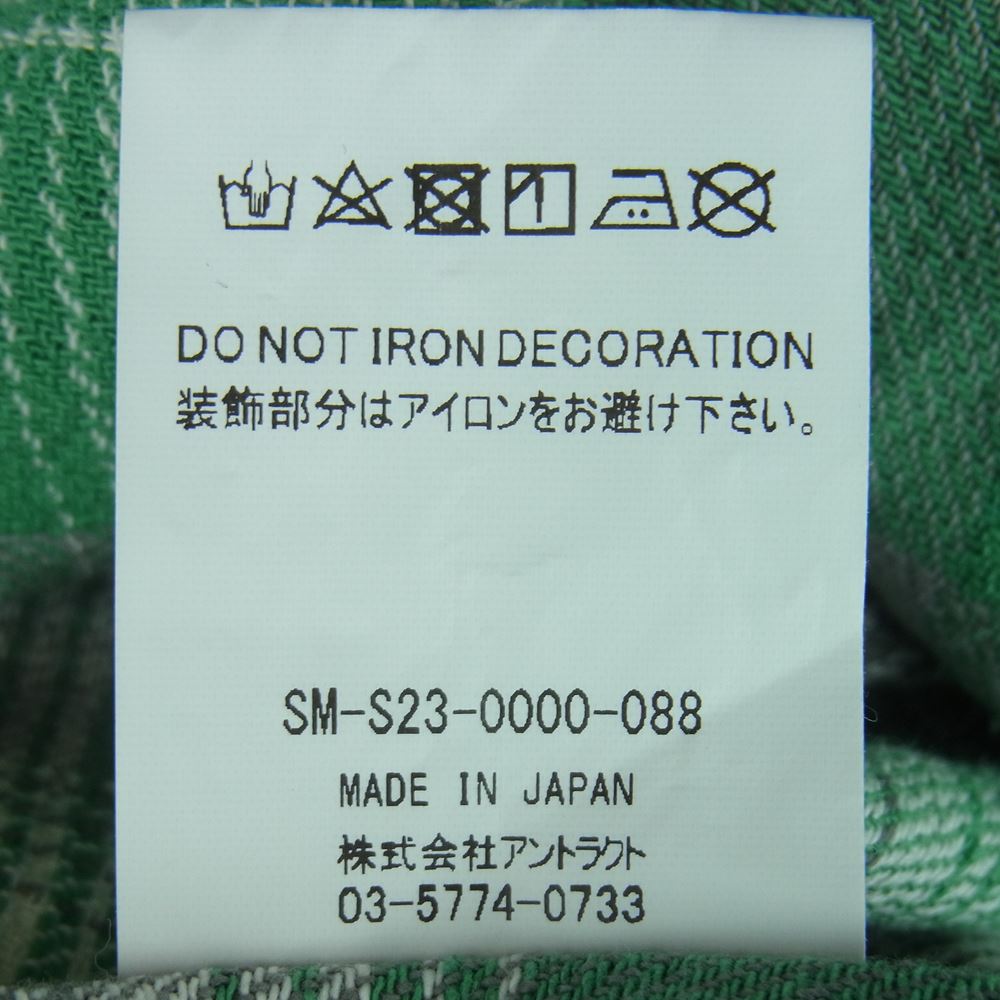 DO NOT IRON DECORATION
装飾部分はアイロンをお避け下さい。
SM-S23-0000-088
MADE IN JAPAN
株式会社アントラクト
03-5774-0733